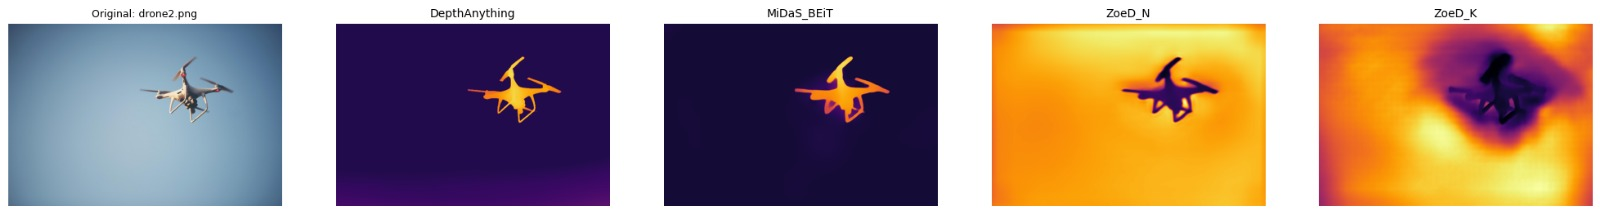 Original: drone2.png
DepthAnything
MiDaS_BEiT
ZoeD_N
ZoeD_K